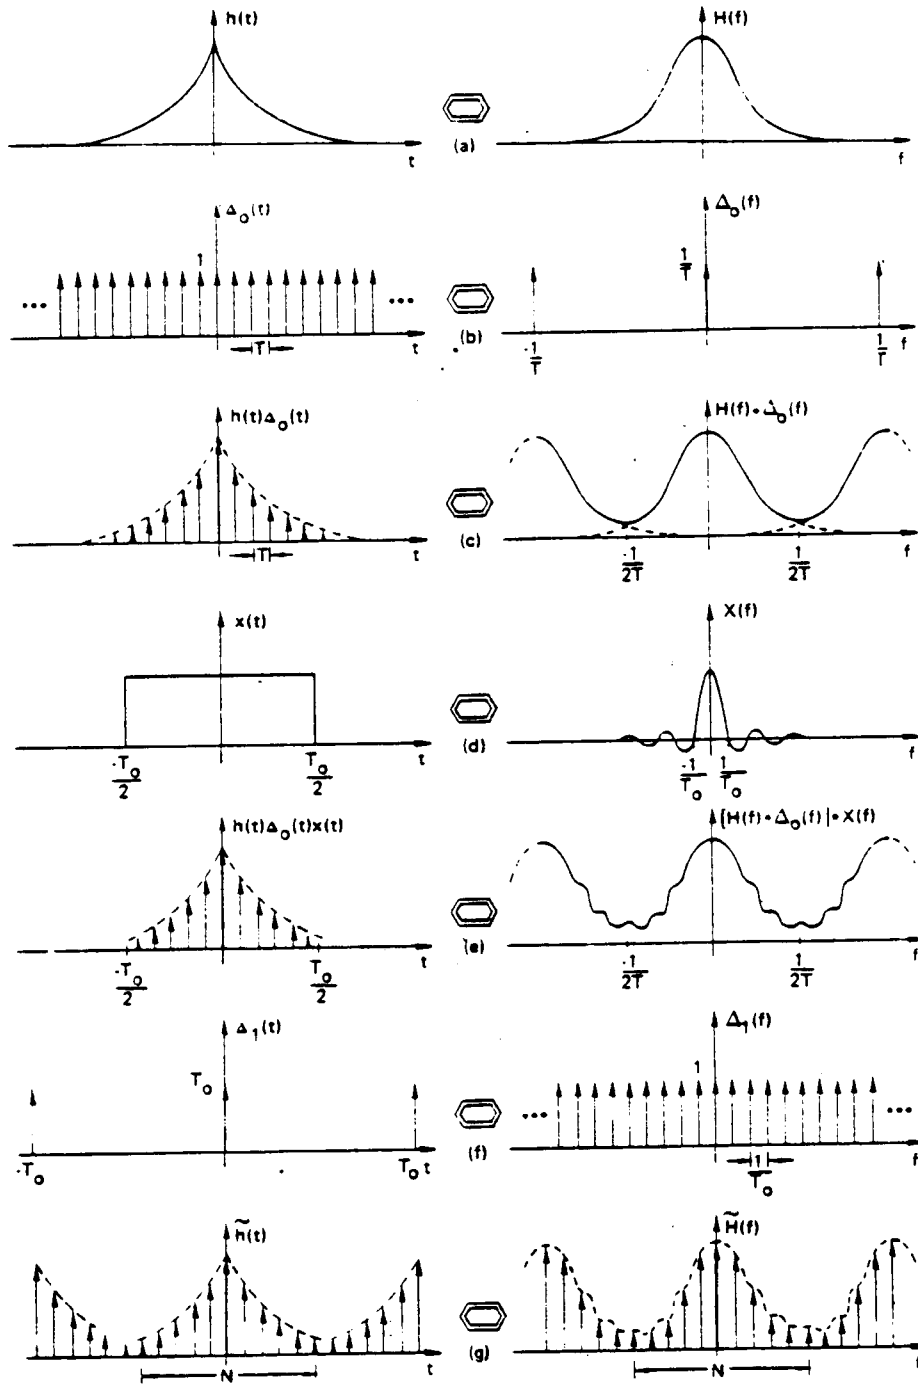 h(t) H(f)
t (a) f
Δ₀(t) Δ₀(f)
1 1/T
... ... ...
T t (b) -1/T 1/T f
h(t)Δ₀(t) H(f) * Δ₀(f)
T t (c) -1/2T 1/2T f
x(t) X(f)
-T₀/2 T₀/2 t (d) -1/T₀ 1/T₀ f
h(t)Δ₀(t)x(t) [H(f) * Δ₀(f)] * X(f)
-T₀/2 T₀/2 t (e) -1/2T 1/2T f
Δ₁(t) Δ₁(f)
T₀ 1
... ...
-T₀ T₀ t (f) 1/T₀ f
h̃(t) H̃(f)
N t (g) N f